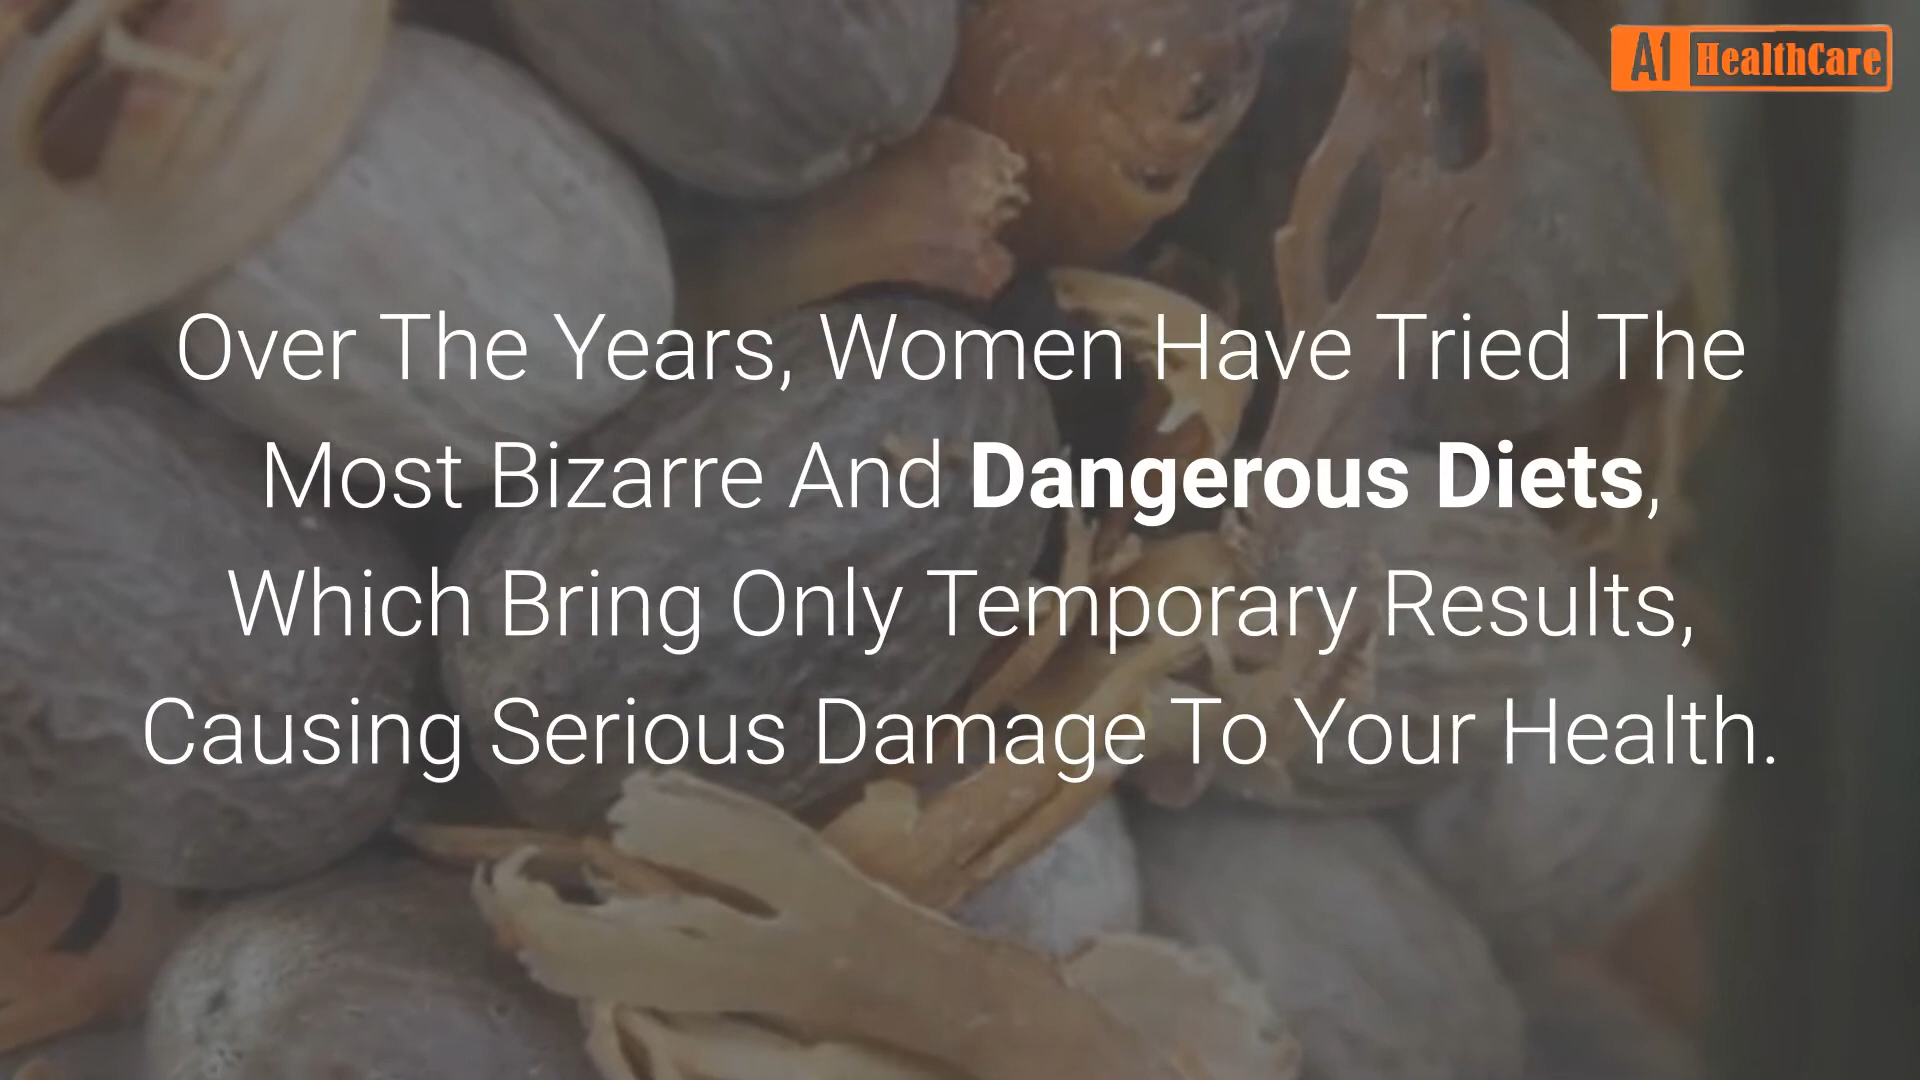 A1 HealthCare
Over The Years, Women Have Tried The
Most Bizarre And Dangerous Diets,
Which Bring Only Temporary Results,
Causing Serious Damage To Your Health.